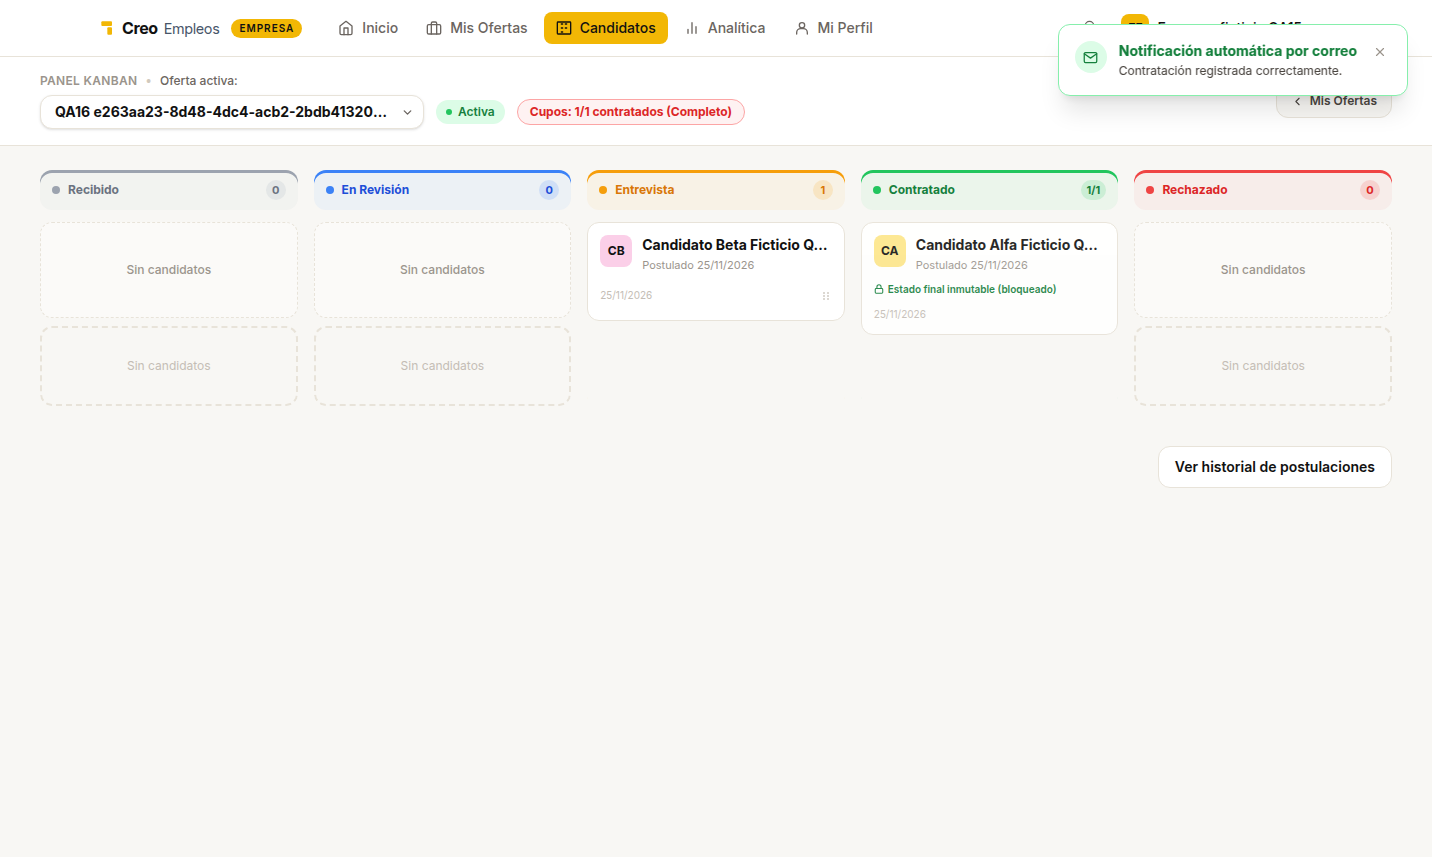 Creo Empleos EMPRESA
Inicio
Mis Ofertas
Candidatos
Analítica
Mi Perfil
Notificación automática por correo
Contratación registrada correctamente.
PANEL KANBAN • Oferta activa:
QA16 e263aa23-8d48-4dc4-acb2-2bdb41320...
Activa
Cupos: 1/1 contratados (Completo)
Mis Ofertas
Recibido 0
Sin candidatos
Sin candidatos
En Revisión 0
Sin candidatos
Sin candidatos
Entrevista 1
CB
Candidato Beta Ficticio Q...
Postulado 25/11/2026
25/11/2026
Contratado 1/1
CA
Candidato Alfa Ficticio Q...
Postulado 25/11/2026
Estado final inmutable (bloqueado)
25/11/2026
Rechazado 0
Sin candidatos
Sin candidatos
Ver historial de postulaciones